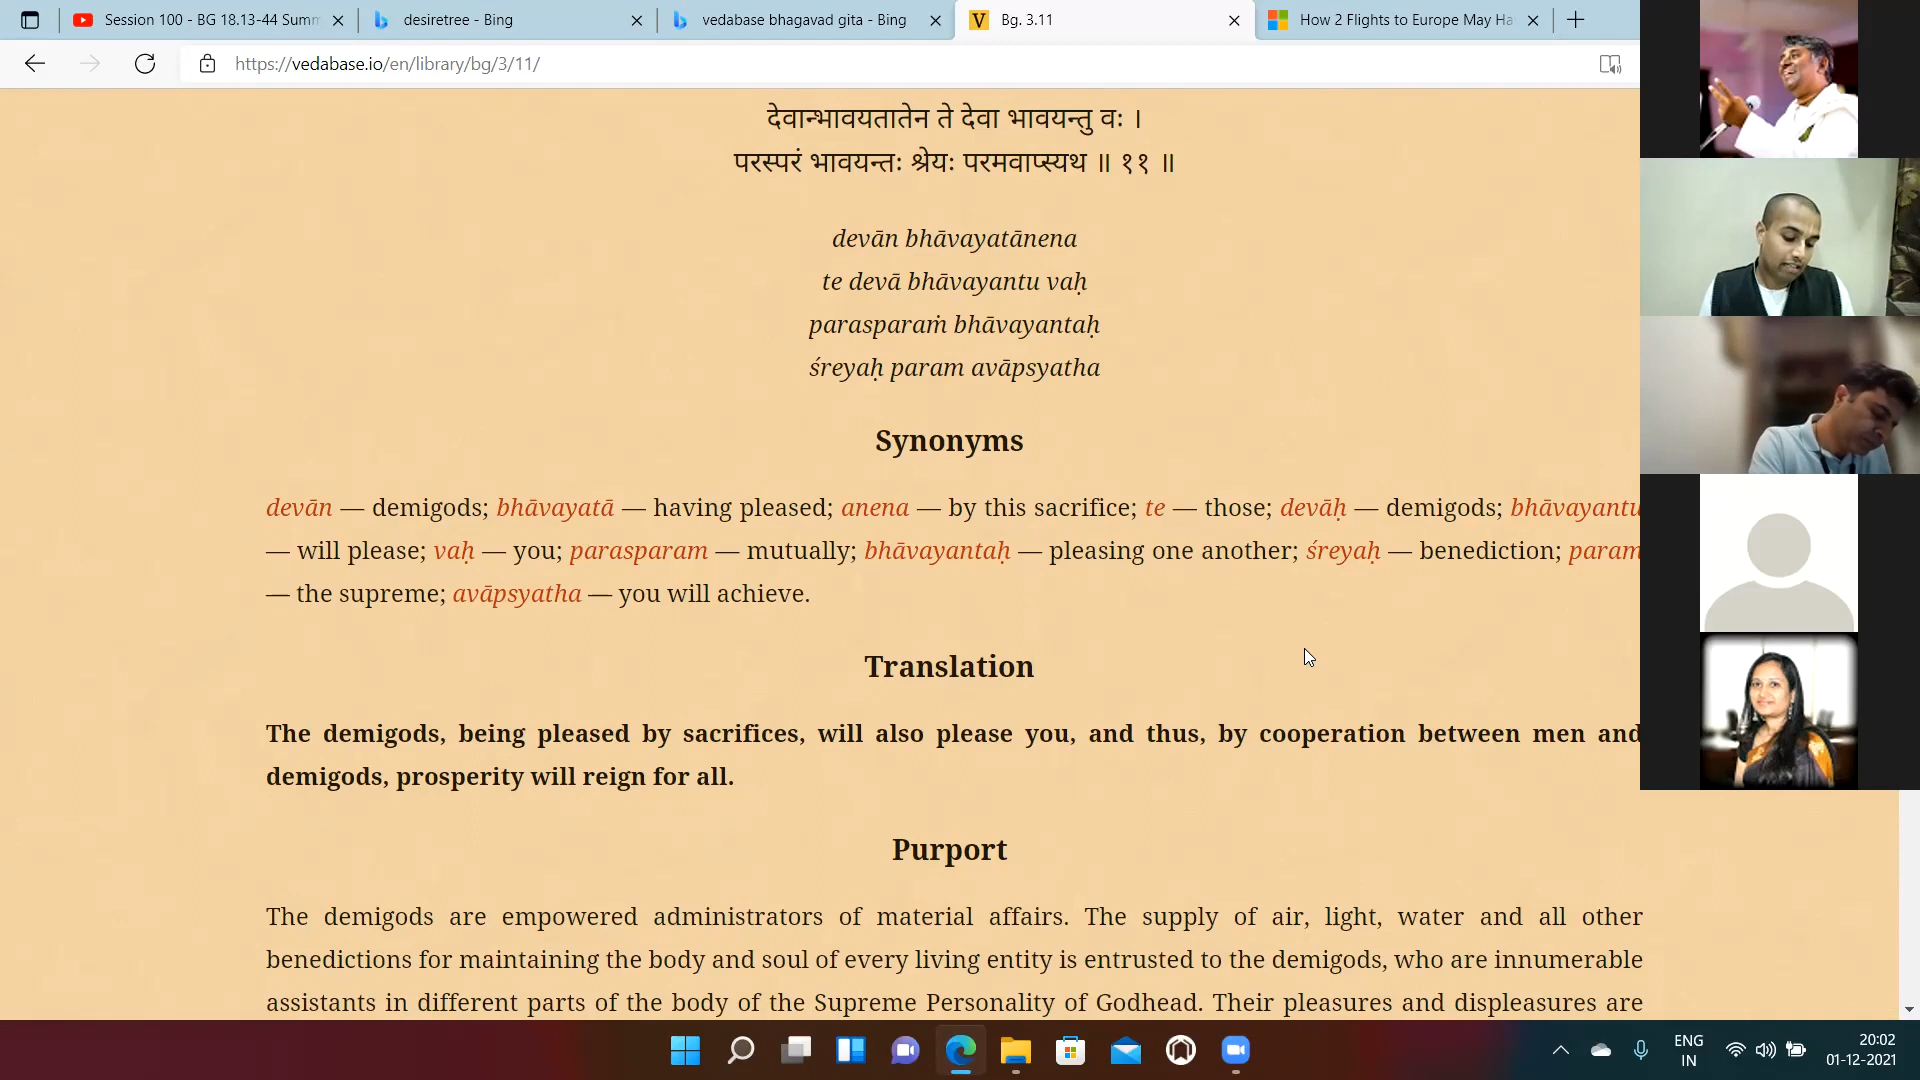 Session 100 - BG 18.13-44 Summ
desiretree - Bing
vedabase bhagavad gita - Bing
Bg. 3.11
How 2 Flights to Europe May Ha
https://vedabase.io/en/library/bg/3/11/
देवान्भावयतातेन ते देवा भावयन्तु वः ।
परस्परं भावयन्तः श्रेयः परमवाप्स्यथ ॥ ११ ॥
devān bhāvayatānena
te devā bhāvayantu vaḥ
parasparaṁ bhāvayantaḥ
śreyaḥ param avāpsyatha
Synonyms
devān — demigods; bhāvayatā — having pleased; anena — by this sacrifice; te — those; devāḥ — demigods; bhāvayantu
— will please; vaḥ — you; parasparam — mutually; bhāvayantaḥ — pleasing one another; śreyaḥ — benediction; param
— the supreme; avāpsyatha — you will achieve.
Translation
The demigods, being pleased by sacrifices, will also please you, and thus, by cooperation between men and
demigods, prosperity will reign for all.
Purport
The demigods are empowered administrators of material affairs. The supply of air, light, water and all other
benedictions for maintaining the body and soul of every living entity is entrusted to the demigods, who are innumerable
assistants in different parts of the body of the Supreme Personality of Godhead. Their pleasures and displeasures are
ENG
IN
20:02
01-12-2021